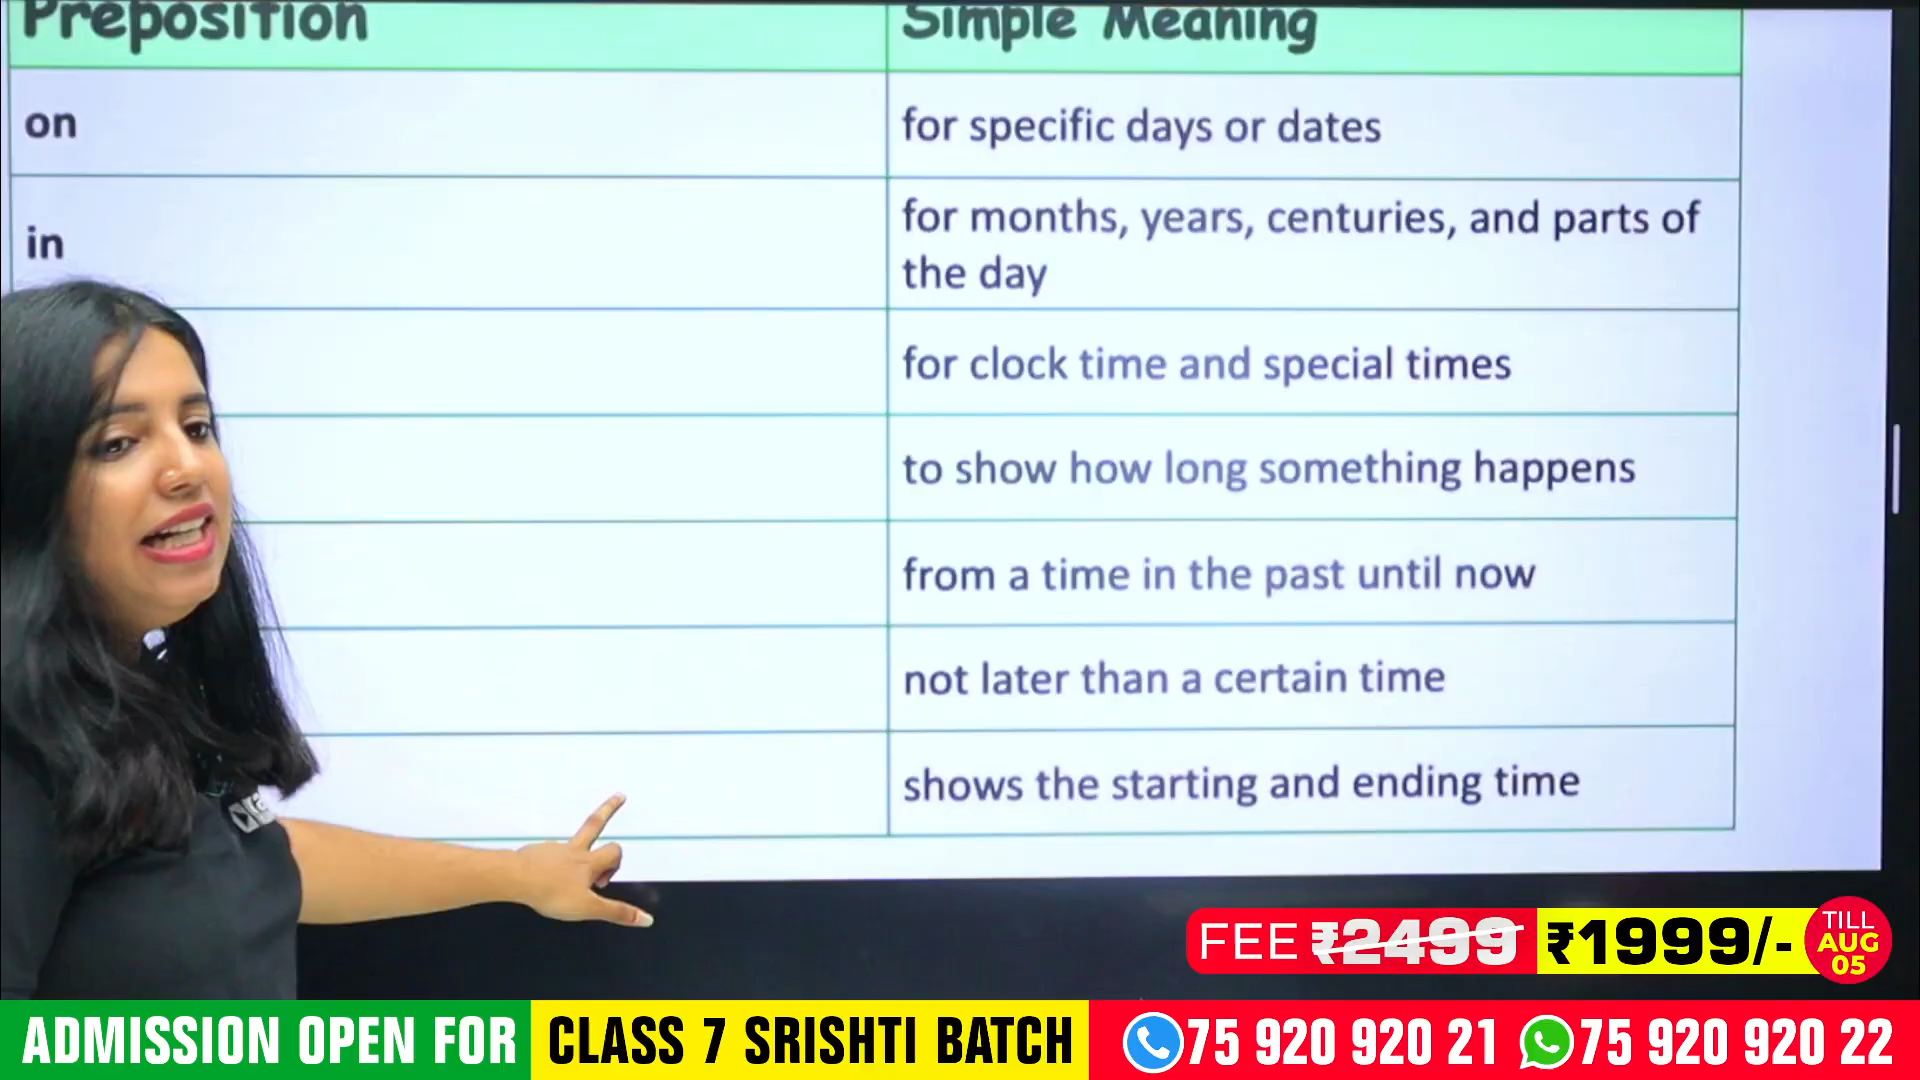 Preposition Simple Meaning
on for specific days or dates
in for months, years, centuries, and parts of
the day
for clock time and special times
to show how long something happens
from a time in the past until now
not later than a certain time
shows the starting and ending time
FEE ₹2499 ₹1999/- TILL
AUG
05
ADMISSION OPEN FOR CLASS 7 SRISHTI BATCH 75 920 920 21 75 920 920 22